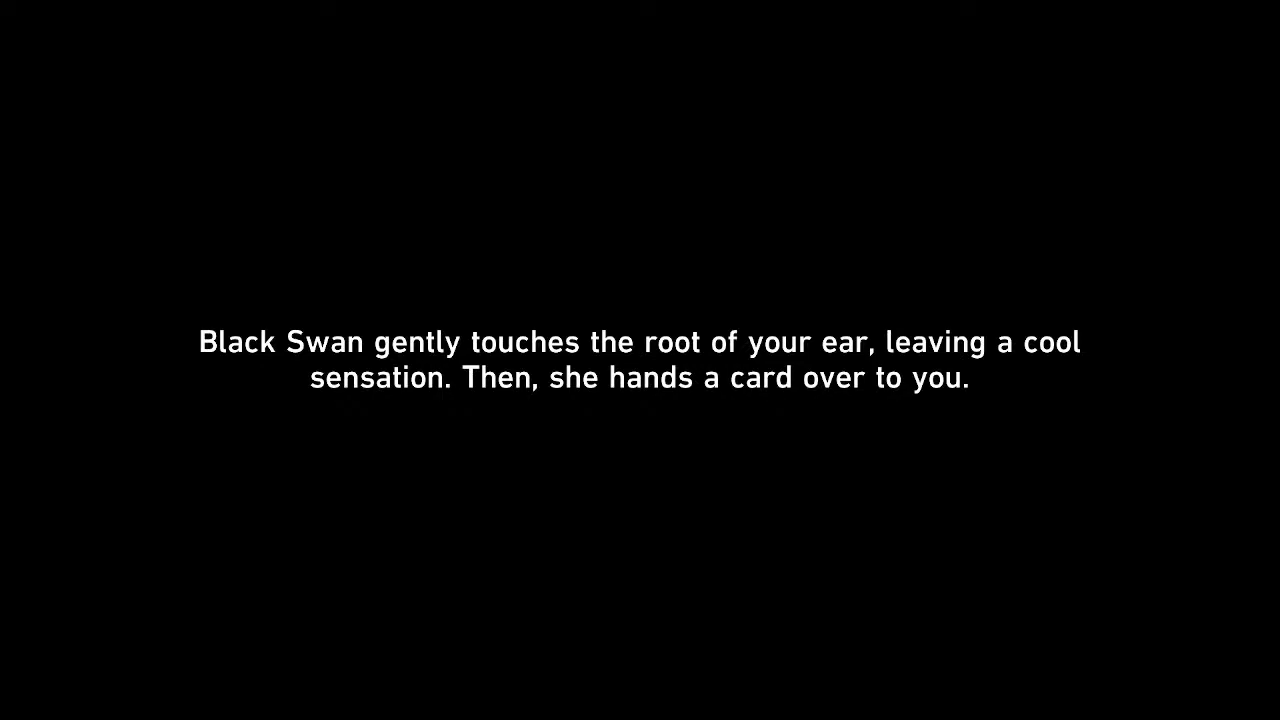 Black Swan gently touches the root of your ear, leaving a cool
sensation. Then, she hands a card over to you.